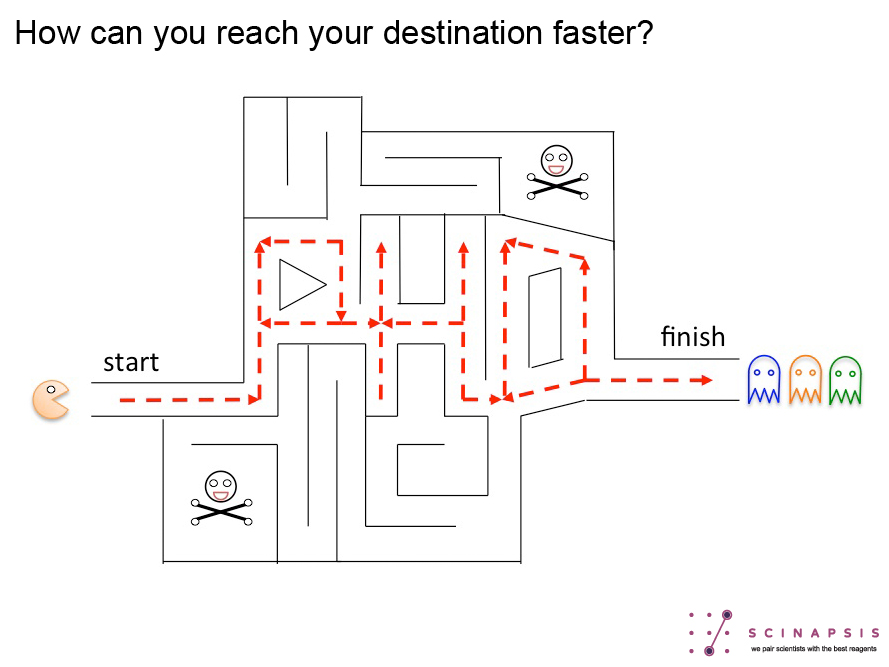 How can you reach your destination faster?
finish
start
SCINAPSIS
we pair scientists with the best reagents